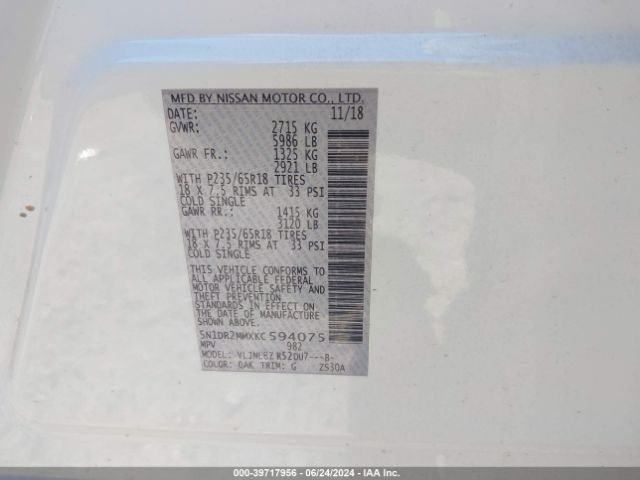 MFD BY NISSAN MOTOR CO., LTD.
DATE: 11/18
GVWR: 2715 KG
5986 LB
GAWR FR.: 1325 KG
2921 LB
WITH P235/65R18 TIRES
18 X 7.5 RIMS AT 33 PSI
COLD SINGLE
GAWR RR.: 1415 KG
3120 LB
WITH P235/65R18 TIRES
18 X 7.5 RIMS AT 33 PSI
COLD SINGLE
THIS VEHICLE CONFORMS TO
ALL APPLICABLE FEDERAL
MOTOR VEHICLE SAFETY AND
THEFT PREVENTION
STANDARDS IN EFFECT ON
THE DATE OF MANUFACTURE
SHOWN ABOVE.
5N1DR2MMXKC594075
MPV 982
MODEL: R52DU7---B-
COLOR: QAK TRIM: G ZS30A
000-39717956 | 06/24/2024 | IAA Inc.